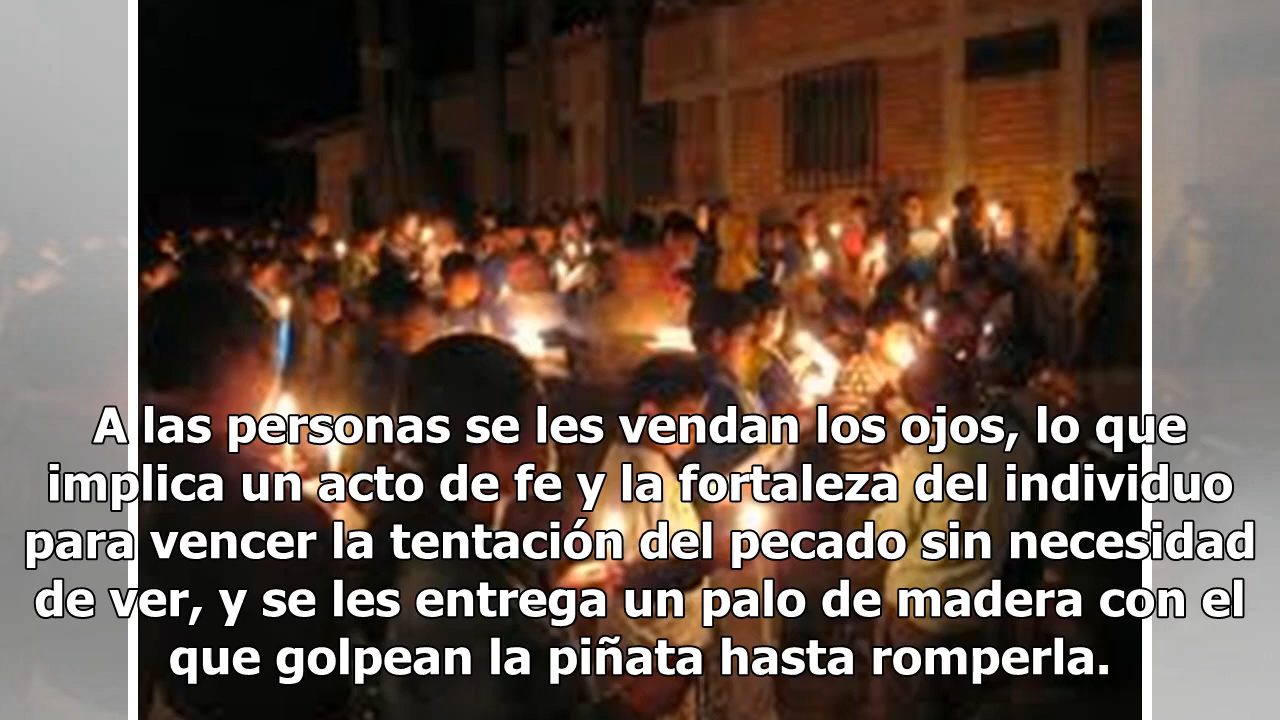 A las personas se les vendan los ojos, lo que
implica un acto de fe y la fortaleza del individuo
para vencer la tentación del pecado sin necesidad
de ver, y se les entrega un palo de madera con el
que golpean la piñata hasta romperla.